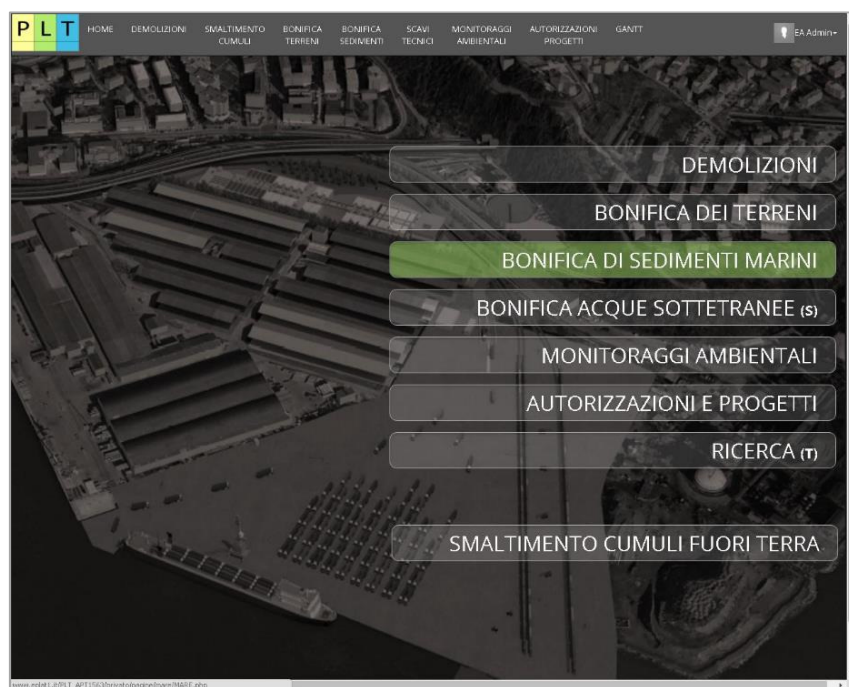 PLT
HOME
DEMOLIZIONI
SMALTIMENTO
CUMULI
BONIFICA
TERRENI
BONIFICA
SEDIMENTI
SCAVI
TECNICI
MONITORAGGI
AMBIENTALI
AUTORIZZAZIONI
PROGETTI
GANTT
EA Admin
DEMOLIZIONI
BONIFICA DEI TERRENI
BONIFICA DI SEDIMENTI MARINI
BONIFICA ACQUE SOTTETRANEE (S)
MONITORAGGI AMBIENTALI
AUTORIZZAZIONI E PROGETTI
RICERCA (T)
SMALTIMENTO CUMULI FUORI TERRA